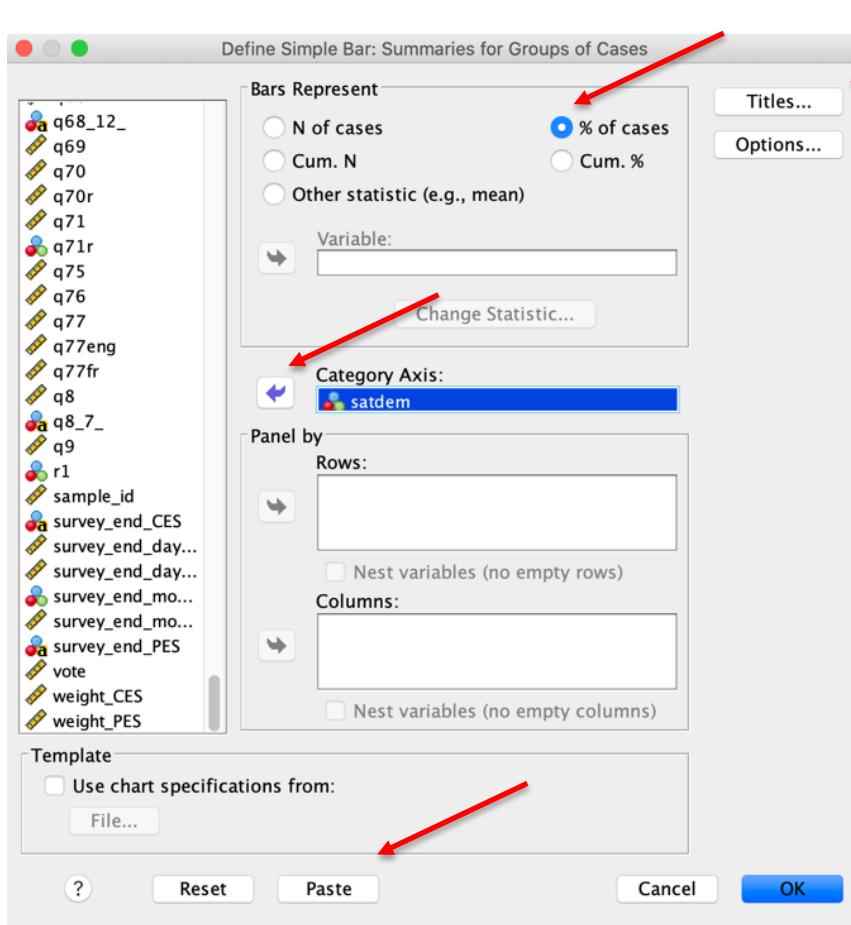 Define Simple Bar: Summaries for Groups of Cases
q68_12_
q69
q70
q70r
q71
q71r
q75
q76
q77
q77eng
q77fr
q8
q8_7_
q9
r1
sample_id
survey_end_CES
survey_end_day...
survey_end_day...
survey_end_mo...
survey_end_mo...
survey_end_PES
vote
weight_CES
weight_PES
Bars Represent
N of cases
% of cases
Cum. N
Cum. %
Other statistic (e.g., mean)
Variable:
Change Statistic...
Category Axis:
satdem
Panel by
Rows:
Nest variables (no empty rows)
Columns:
Nest variables (no empty columns)
Titles...
Options...
Template
Use chart specifications from:
File...
?
Reset
Paste
Cancel
OK